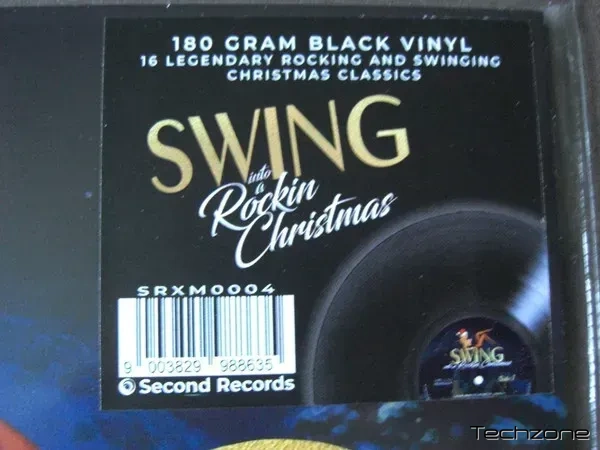 180 GRAM BLACK VINYL
16 LEGENDARY ROCKING AND SWINGING
CHRISTMAS CLASSICS
SWING
into
a
Rockin
Christmas
SRXM0004
9 003829 988635
Second Records
SWING
Techzone